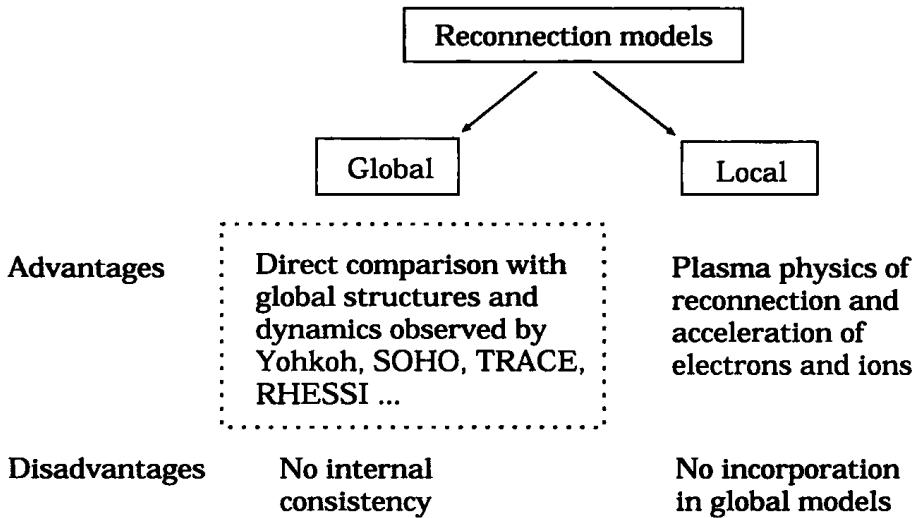 Reconnection models
Global
Local
Advantages
Direct comparison with
global structures and
dynamics observed by
Yohkoh, SOHO, TRACE,
RHESSI ...
Plasma physics of
reconnection and
acceleration of
electrons and ions
Disadvantages
No internal
consistency
No incorporation
in global models